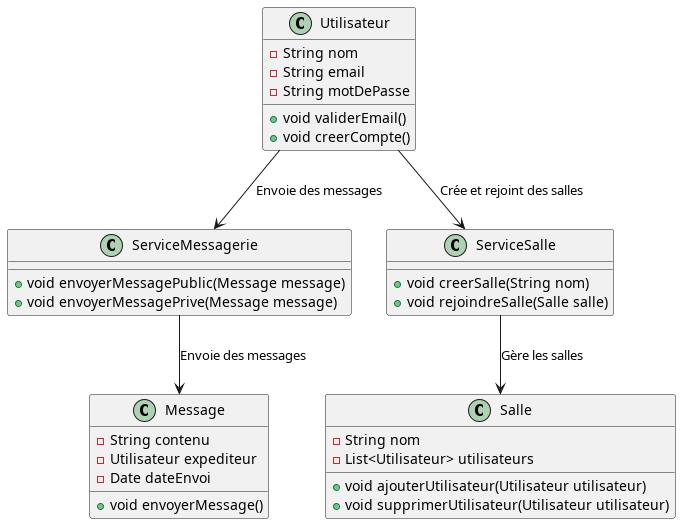 C Utilisateur
String nom
String email
String motDePasse
void validerEmail()
void creerCompte()
Envoie des messages
Crée et rejoint des salles
C ServiceMessagerie
void envoyerMessagePublic(Message message)
void envoyerMessagePrive(Message message)
C ServiceSalle
void creerSalle(String nom)
void rejoindreSalle(Salle salle)
Envoie des messages
Gère les salles
C Message
String contenu
Utilisateur expediteur
Date dateEnvoi
void envoyerMessage()
C Salle
String nom
List<Utilisateur> utilisateurs
void ajouterUtilisateur(Utilisateur utilisateur)
void supprimerUtilisateur(Utilisateur utilisateur)